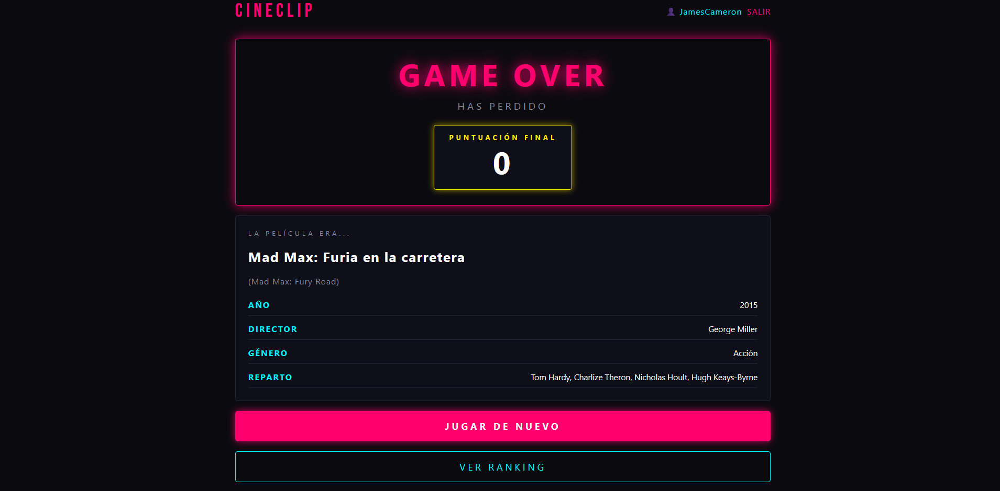 CINECLIP
JamesCameron SALIR
GAME OVER
HAS PERDIDO
PUNTUACIÓN FINAL
0
LA PELÍCULA ERA...
Mad Max: Furia en la carretera
(Mad Max: Fury Road)
AÑO 2015
DIRECTOR George Miller
GÉNERO Acción
REPARTO Tom Hardy, Charlize Theron, Nicholas Hoult, Hugh Keays-Byrne
JUGAR DE NUEVO
VER RANKING